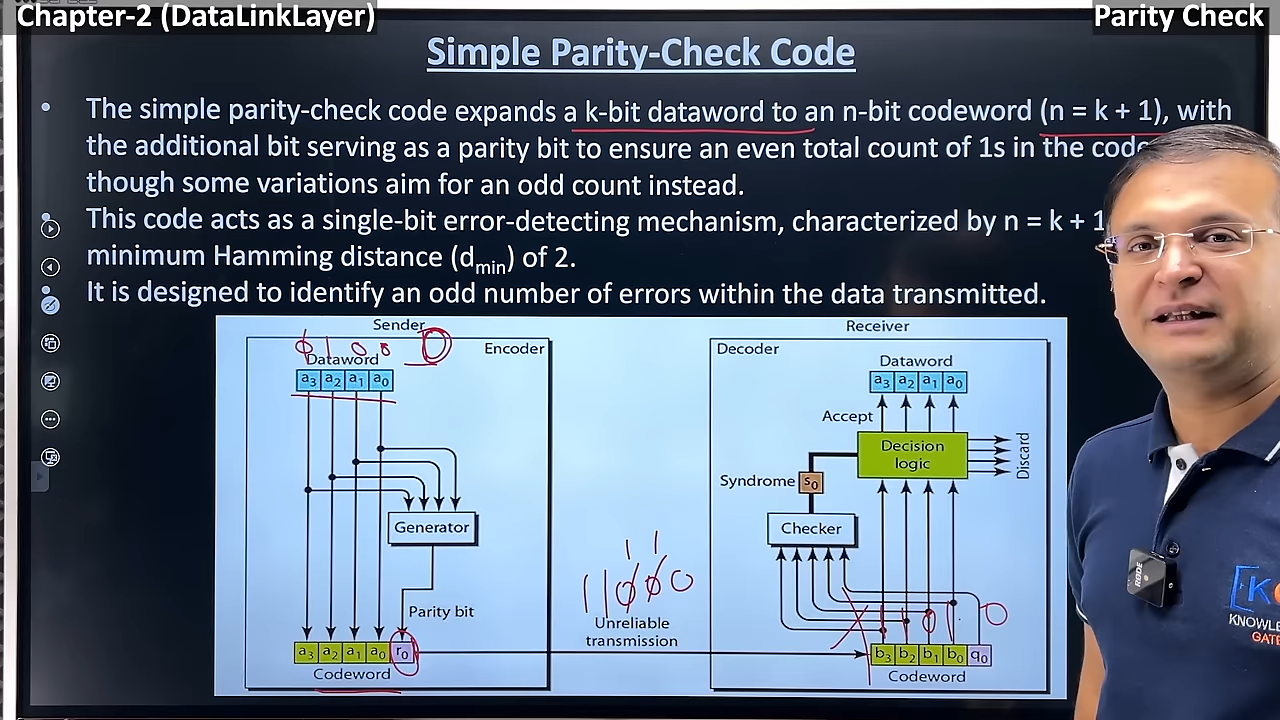 Chapter-2 (DataLinkLayer)
Parity Check
Simple Parity-Check Code
• The simple parity-check code expands a k-bit dataword to an n-bit codeword (n = k + 1), with
the additional bit serving as a parity bit to ensure an even total count of 1s in the code
though some variations aim for an odd count instead.
• This code acts as a single-bit error-detecting mechanism, characterized by n = k + 1
minimum Hamming distance (dmin) of 2.
• It is designed to identify an odd number of errors within the data transmitted.
Sender
Encoder
Dataword
a3 a2 a1 a0
Generator
Parity bit
a3 a2 a1 a0 r0
Codeword
11000
Unreliable
transmission
Receiver
Decoder
Dataword
a3 a2 a1 a0
Accept
Decision
logic
Discard
Syndrome s0
Checker
b3 b2 b1 b0 q0
Codeword
RØDE
KNOWLE
GATE